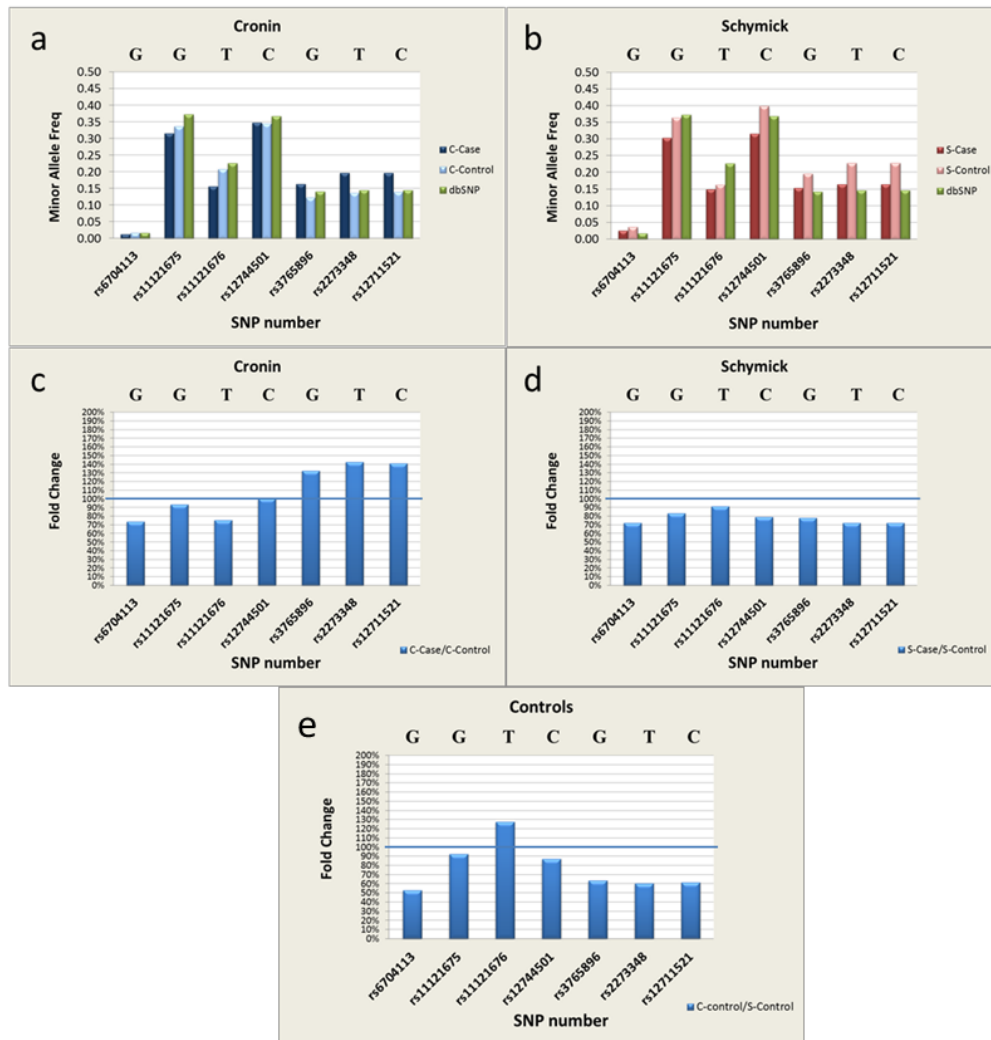 a
Cronin
G G T C G T C
Minor Allele Freq
0.50
0.45
0.40
0.35
0.30
0.25
0.20
0.15
0.10
0.05
0.00
rs6704113
rs11121675
rs11121676
rs12744501
rs3765896
rs2273348
rs12711521
SNP number
C-Case
C-Control
dbSNP
b
Schymick
G G T C G T C
Minor Allele Freq
0.50
0.45
0.40
0.35
0.30
0.25
0.20
0.15
0.10
0.05
0.00
rs6704113
rs11121675
rs11121676
rs12744501
rs3765896
rs2273348
rs12711521
SNP number
S-Case
S-Control
dbSNP
c
Cronin
G G T C G T C
Fold Change
200%
190%
180%
170%
160%
150%
140%
130%
120%
110%
100%
90%
80%
70%
60%
50%
40%
30%
20%
10%
0%
rs6704113
rs11121675
rs11121676
rs12744501
rs3765896
rs2273348
rs12711521
SNP number
C-Case/C-Control
d
Schymick
G G T C G T C
Fold Change
200%
190%
180%
170%
160%
150%
140%
130%
120%
110%
100%
90%
80%
70%
60%
50%
40%
30%
20%
10%
0%
rs6704113
rs11121675
rs11121676
rs12744501
rs3765896
rs2273348
rs12711521
SNP number
S-Case/S-Control
e
Controls
G G T C G T C
Fold Change
200%
190%
180%
170%
160%
150%
140%
130%
120%
110%
100%
90%
80%
70%
60%
50%
40%
30%
20%
10%
0%
rs6704113
rs11121675
rs11121676
rs12744501
rs3765896
rs2273348
rs12711521
SNP number
C-control/S-Control